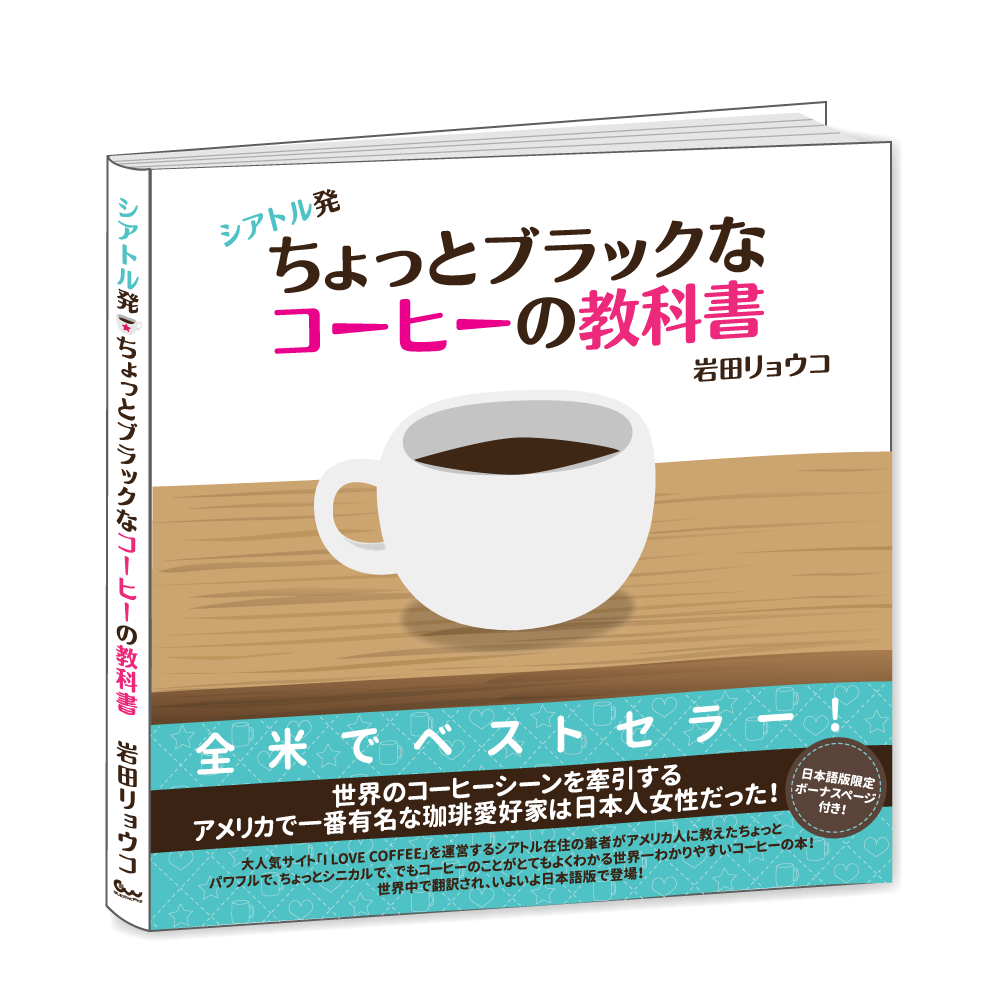 シアトル発
ちょっとブラックな
コーヒーの教科書
岩田リョウコ
シアトル発ちょっとブラックなコーヒーの教科書 岩田リョウコ
全米でベストセラー!
世界のコーヒーシーンを牽引する
アメリカで一番有名な珈琲愛好家は日本人女性だった!
日本語版限定
ボーナスページ
付き!
大人気サイト「I LOVE COFFEE」を運営するシアトル在住の筆者がアメリカ人に教えたちょっと
パワフルで、ちょっとシニカルで、でもコーヒーのことがとてもよくわかる世界一わかりやすいコーヒーの本!
世界中で翻訳され、いよいよ日本語版で登場!